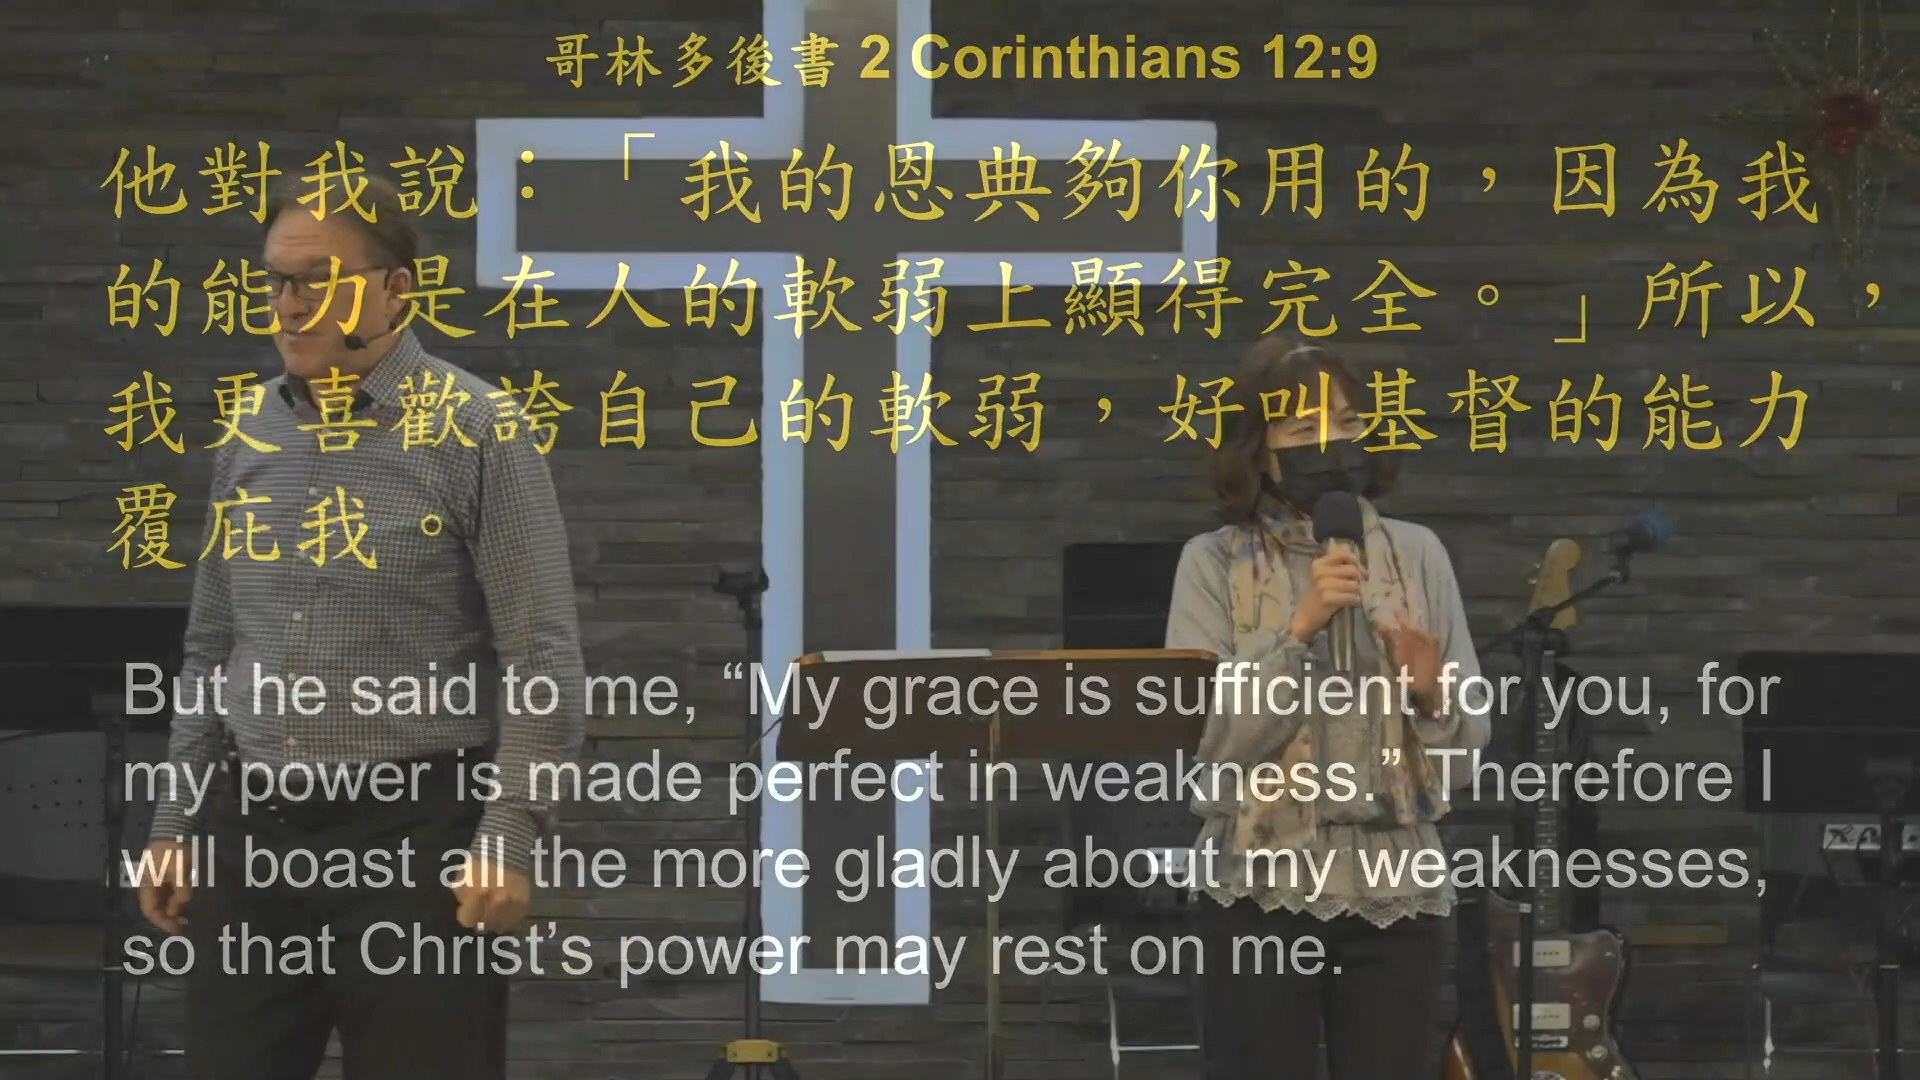 哥林多後書 2 Corinthians 12:9
他對我說：「我的恩典夠你用的，因為我
的能力是在人的軟弱上顯得完全。」所以，
我更喜歡誇自己的軟弱，好叫基督的能力
覆庇我。
But he said to me, “My grace is sufficient for you, for
my power is made perfect in weakness.” Therefore I
will boast all the more gladly about my weaknesses,
so that Christ’s power may rest on me.